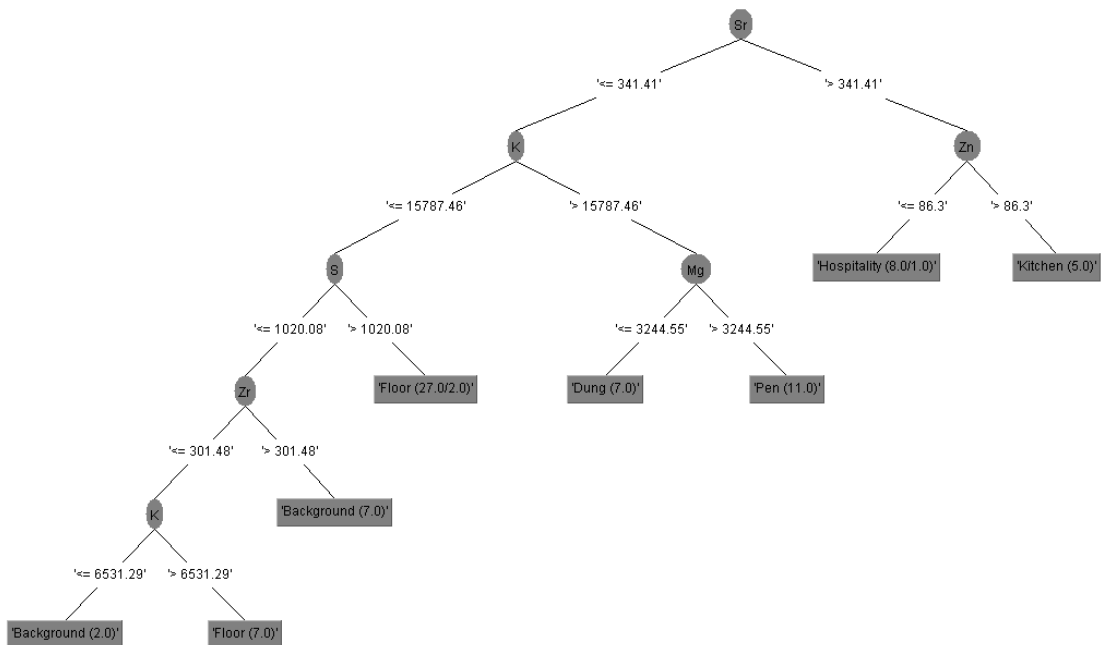 Sr
'<= 341.41'
'> 341.41'
K
Zn
'<= 15787.46'
'> 15787.46'
'<= 86.3'
'> 86.3'
S
Mg
'Hospitality (8.0/1.0)'
'Kitchen (5.0)'
'<= 1020.08'
'> 1020.08'
'<= 3244.55'
'> 3244.55'
Zr
'Floor (27.0/2.0)'
'Dung (7.0)'
'Pen (11.0)'
'<= 301.48'
'> 301.48'
K
'Background (7.0)'
'<= 6531.29'
'> 6531.29'
'Background (2.0)'
'Floor (7.0)'